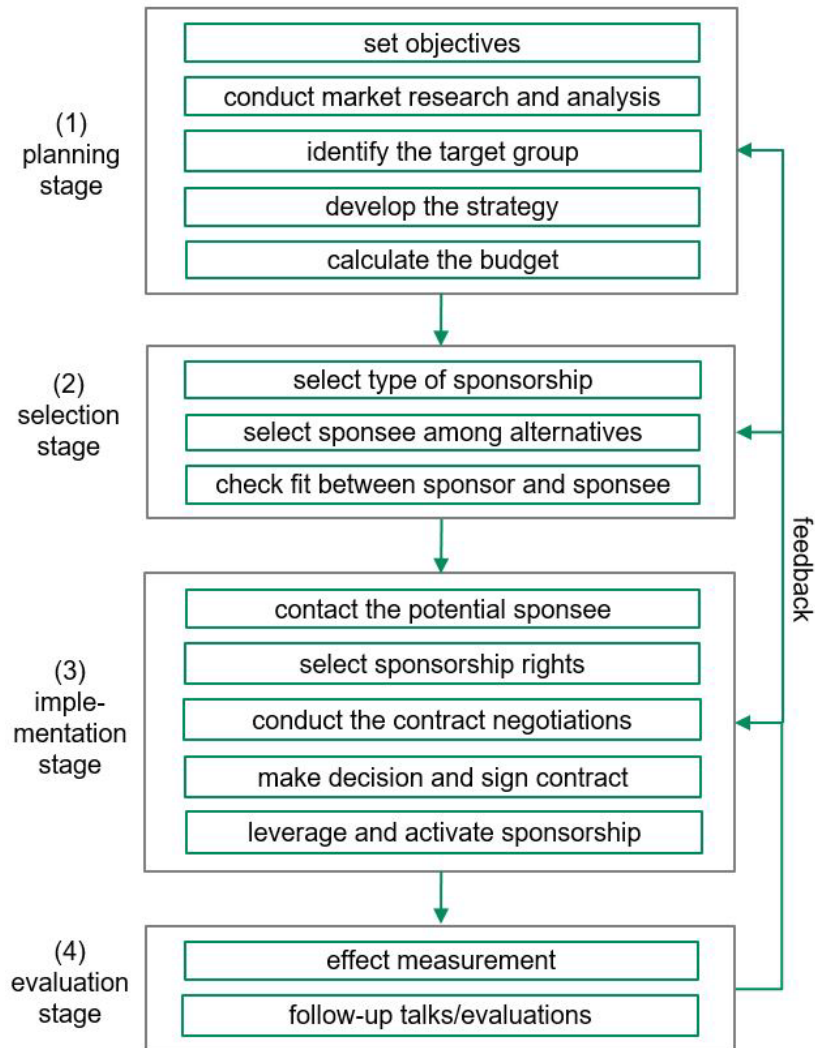 (1)
planning
stage
set objectives
conduct market research and analysis
identify the target group
develop the strategy
calculate the budget
(2)
selection
stage
select type of sponsorship
select sponsee among alternatives
check fit between sponsor and sponsee
(3)
imple-
mentation
stage
contact the potential sponsee
select sponsorship rights
conduct the contract negotiations
make decision and sign contract
leverage and activate sponsorship
(4)
evaluation
stage
effect measurement
follow-up talks/evaluations
feedback